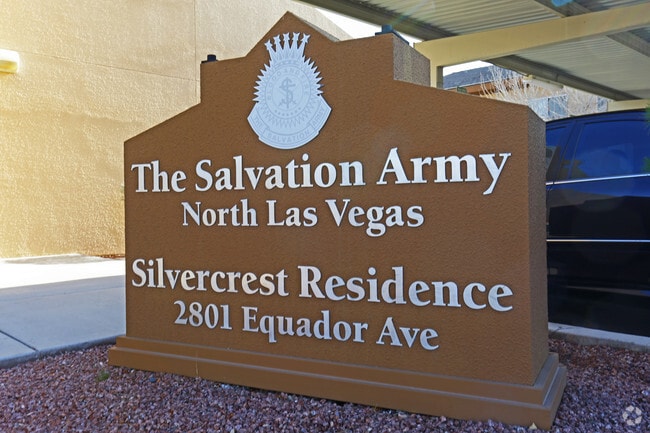 The Salvation Army
North Las Vegas
Silvercrest Residence
2801 Equador Ave